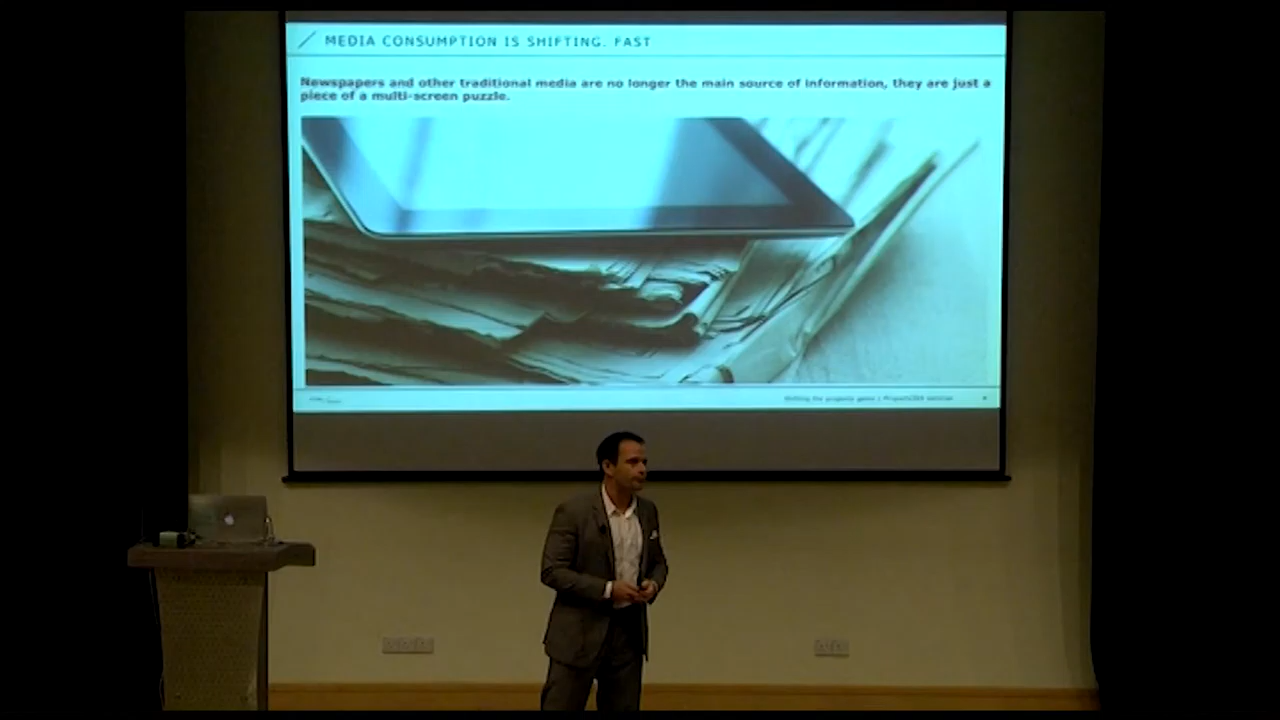 MEDIA CONSUMPTION IS SHIFTING. FAST
Newspapers and other traditional media are no longer the main source of information, they are just a
piece of a multi-screen puzzle.